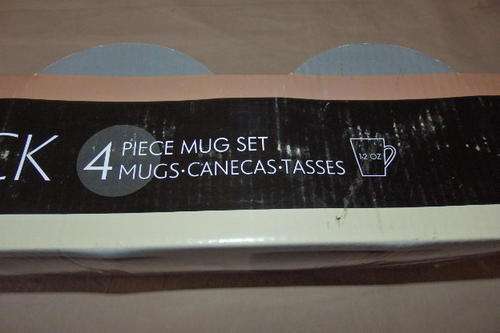 CK
4 PIECE MUG SET
MUGS·CANECAS·TASSES
12 OZ